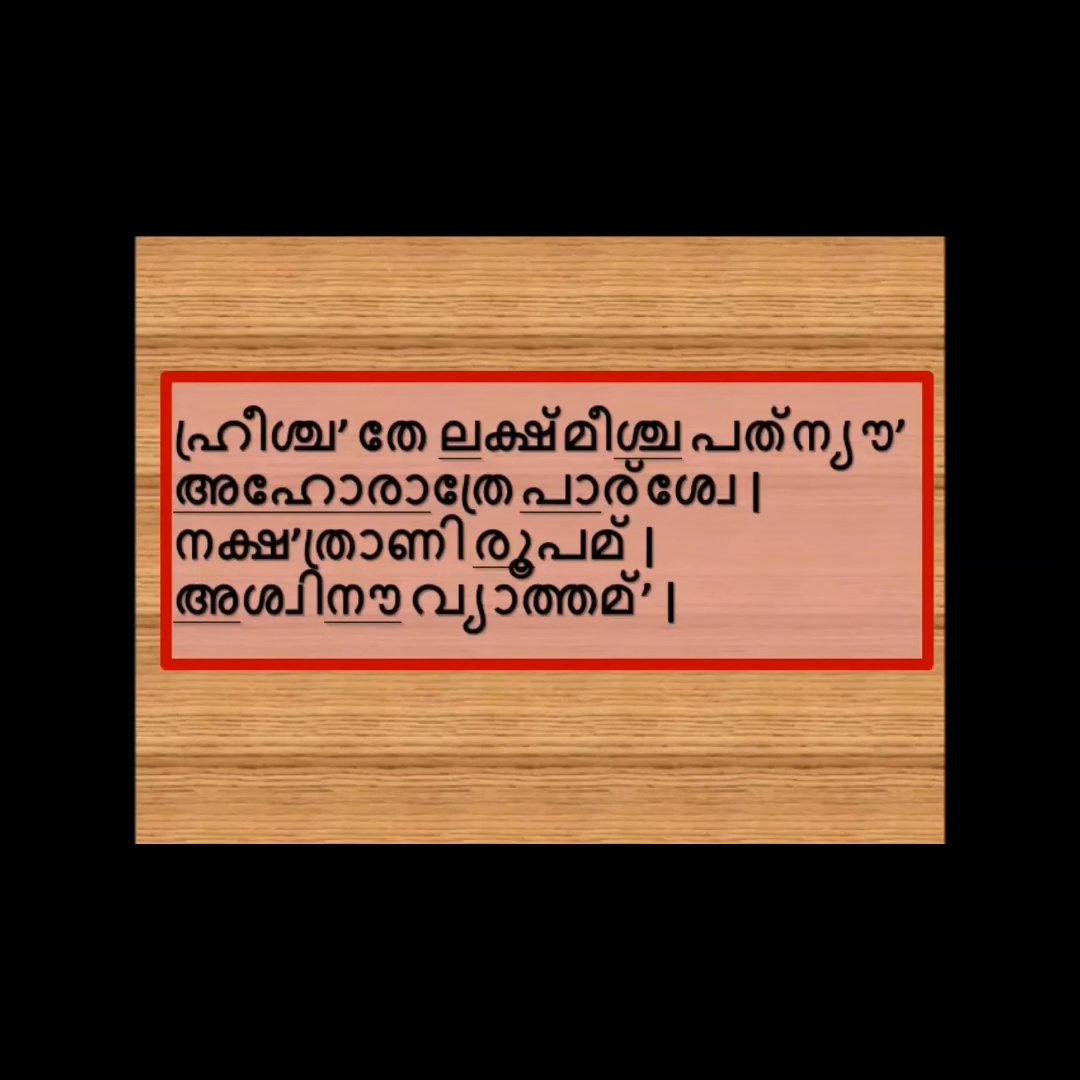 ഹ്രീശ്ച’ തേ ലക്ഷ്മീശ്ച പത്ന്യൗ’
അഹോരാത്രേ പാര്ശ്വേ |
നക്ഷ’ത്രാണി രൂപമ് |
അശ്വിനൗ വ്യാത്തമ്’ |